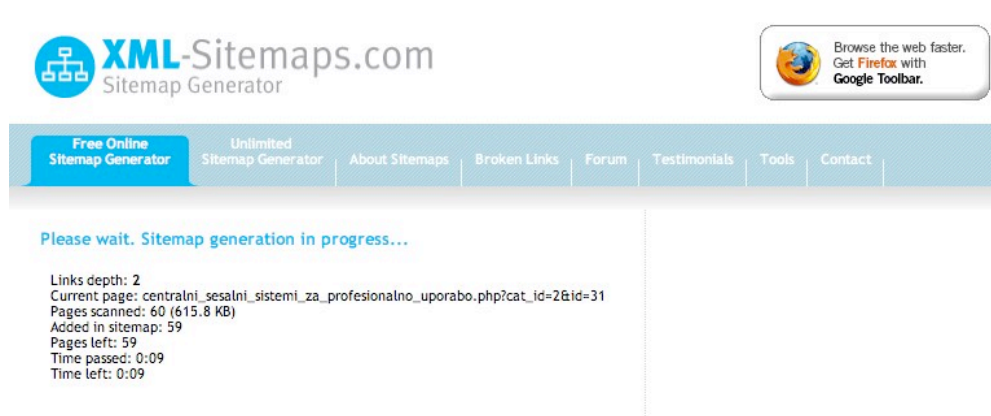 XML-Sitemaps.com
Sitemap Generator
Browse the web faster.
Get Firefox with
Google Toolbar.
Free Online
Sitemap Generator
Unlimited
Sitemap Generator
About Sitemaps
Broken Links
Forum
Testimonials
Tools
Contact
Please wait. Sitemap generation in progress...
Links depth: 2
Current page: centralni_sesalni_sistemi_za_profesionalno_uporabo.php?cat_id=2&id=31
Pages scanned: 60 (615.8 KB)
Added in sitemap: 59
Pages left: 59
Time passed: 0:09
Time left: 0:09